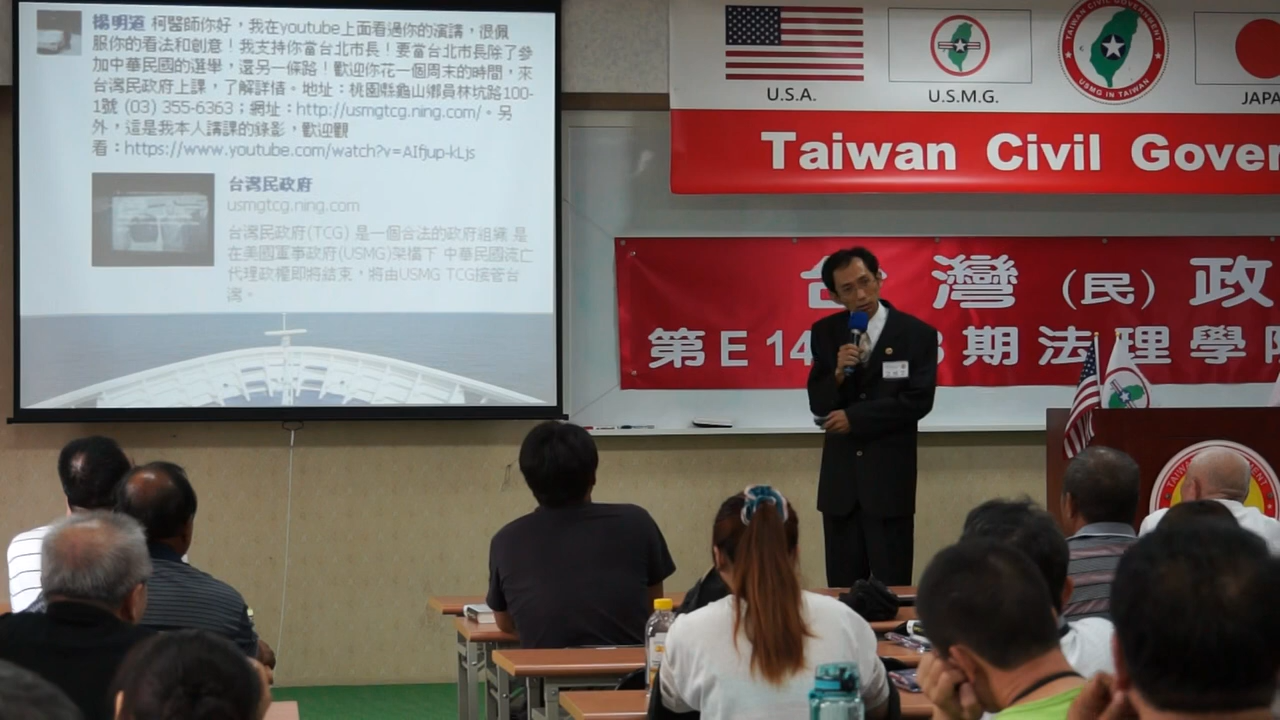 楊明道 柯醫師你好，我在youtube上面看過你的演講，很佩
服你的看法和創意！我支持你當台北市長！要當台北市長除了參
加中華民國的選舉，還另一條路！歡迎你花一個周末的時間，來
台灣民政府上課，了解詳情。地址：桃園縣龜山鄉員林坑路100-
1號 (03) 355-6363；網址：http://usmgtcg.ning.com/。另
外，這是我本人講課的錄影，歡迎觀
看：https://www.youtube.com/watch?v=AIfjup-kLjs
台灣民政府
usmgtcg.ning.com
台灣民政府(TCG) 是一個合法的政府組織 是
在美國軍事政府(USMG)架構下 中華民國流亡
代理政權即將結束，將由USMG TCG接管台
灣。
U.S.A.
U.S.M.G.
TAIWAN CIVIL GOVERNMENT
USMG IN TAIWAN
JAPA
Taiwan Civil Gover
台灣(民)政
第E14 期法理學